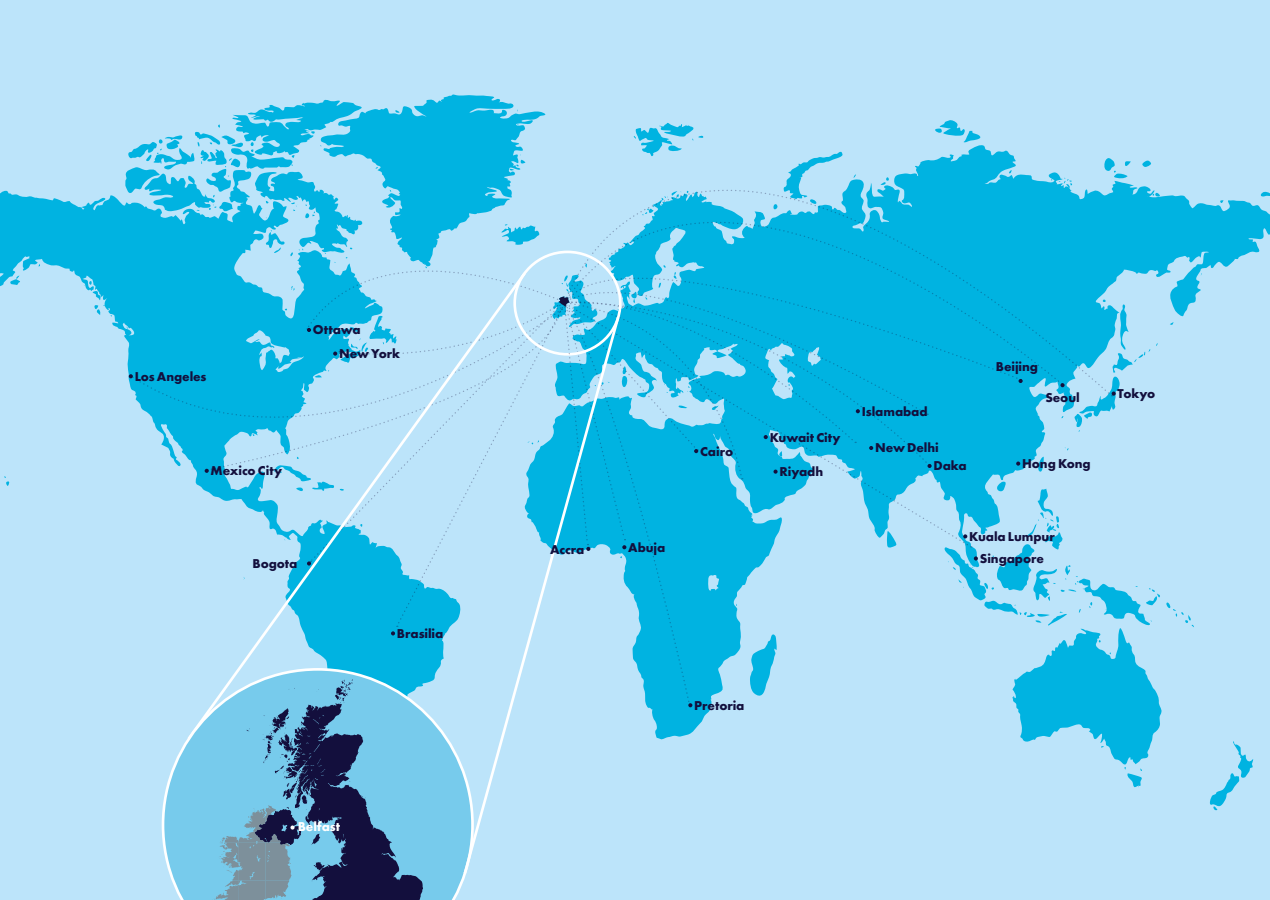 Ottawa
New York
Los Angeles
Beijing
Seoul
Tokyo
Islamabad
Kuwait City
New Delhi
Cairo
Daka
Hong Kong
Mexico City
Riyadh
Kuala Lumpur
Accra
Abuja
Singapore
Bogota
Brasilia
Pretoria
Belfast